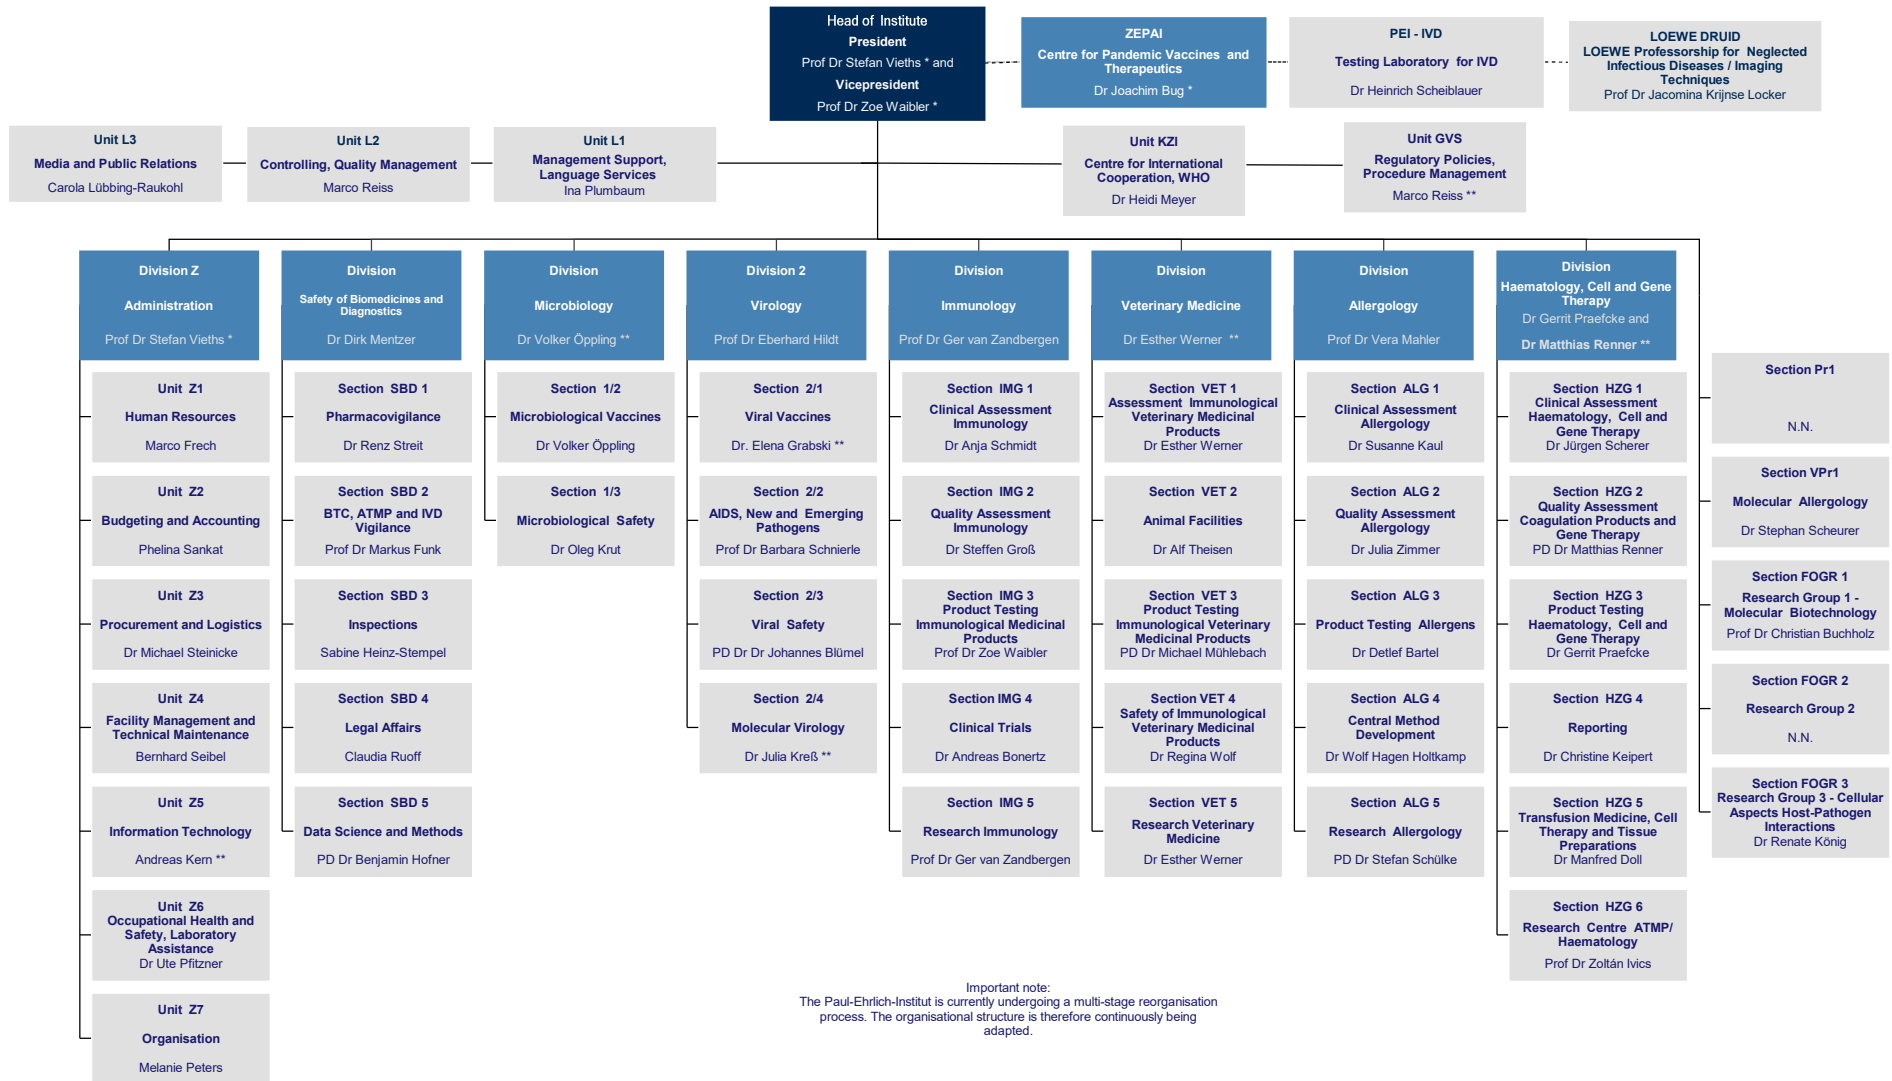 Head of Institute
President
Prof Dr Stefan Vieths * and
Vicepresident
Prof Dr Zoe Waibler *
ZEPAI
Centre for Pandemic Vaccines and
Therapeutics
Dr Joachim Bug *
PEI - IVD
Testing Laboratory for IVD
Dr Heinrich Scheiblauer
LOEWE DRUID
LOEWE Professorship for Neglected
Infectious Diseases / Imaging
Techniques
Prof Dr Jacomina Krijnse Locker
Unit L3
Media and Public Relations
Carola Lübbing-Raukohl
Unit L2
Controlling, Quality Management
Marco Reiss
Unit L1
Management Support,
Language Services
Ina Plumbaum
Unit KZI
Centre for International
Cooperation, WHO
Dr Heidi Meyer
Unit GVS
Regulatory Policies,
Procedure Management
Marco Reiss **
Division Z
Administration
Prof Dr Stefan Vieths *
Unit Z1
Human Resources
Marco Frech
Unit Z2
Budgeting and Accounting
Phelina Sankat
Unit Z3
Procurement and Logistics
Dr Michael Steinicke
Unit Z4
Facility Management and
Technical Maintenance
Bernhard Seibel
Unit Z5
Information Technology
Andreas Kern **
Unit Z6
Occupational Health and
Safety, Laboratory
Assistance
Dr Ute Pfitzner
Unit Z7
Organisation
Melanie Peters
Division
Safety of Biomedicines and
Diagnostics
Dr Dirk Mentzer
Section SBD 1
Pharmacovigilance
Dr Renz Streit
Section SBD 2
BTC, ATMP and IVD
Vigilance
Prof Dr Markus Funk
Section SBD 3
Inspections
Sabine Heinz-Stempel
Section SBD 4
Legal Affairs
Claudia Ruoff
Section SBD 5
Data Science and Methods
PD Dr Benjamin Hofner
Division
Microbiology
Dr Volker Öppling **
Section 1/2
Microbiological Vaccines
Dr Volker Öppling
Section 1/3
Microbiological Safety
Dr Oleg Krut
Division 2
Virology
Prof Dr Eberhard Hildt
Section 2/1
Viral Vaccines
Dr. Elena Grabski **
Section 2/2
AIDS, New and Emerging
Pathogens
Prof Dr Barbara Schnierle
Section 2/3
Viral Safety
PD Dr Dr Johannes Blümel
Section 2/4
Molecular Virology
Dr Julia Kreß **
Division
Immunology
Prof Dr Ger van Zandbergen
Section IMG 1
Clinical Assessment
Immunology
Dr Anja Schmidt
Section IMG 2
Quality Assessment
Immunology
Dr Steffen Groß
Section IMG 3
Product Testing
Immunological Medicinal
Products
Prof Dr Zoe Waibler
Section IMG 4
Clinical Trials
Dr Andreas Bonertz
Section IMG 5
Research Immunology
Prof Dr Ger van Zandbergen
Division
Veterinary Medicine
Dr Esther Werner **
Section VET 1
Assessment Immunological
Veterinary Medicinal
Products
Dr Esther Werner
Section VET 2
Animal Facilities
Dr Alf Theisen
Section VET 3
Product Testing
Immunological Veterinary
Medicinal Products
PD Dr Michael Mühlebach
Section VET 4
Safety of Immunological
Veterinary Medicinal
Products
Dr Regina Wolf
Section VET 5
Research Veterinary
Medicine
Dr Esther Werner
Division
Allergology
Prof Dr Vera Mahler
Section ALG 1
Clinical Assessment
Allergology
Dr Susanne Kaul
Section ALG 2
Quality Assessment
Allergology
Dr Julia Zimmer
Section ALG 3
Product Testing Allergens
Dr Detlef Bartel
Section ALG 4
Central Method
Development
Dr Wolf Hagen Holtkamp
Section ALG 5
Research Allergology
PD Dr Stefan Schülke
Division
Haematology, Cell and Gene
Therapy
Dr Gerrit Praefcke and
Dr Matthias Renner **
Section HZG 1
Clinical Assessment
Haematology, Cell and
Gene Therapy
Dr Jürgen Scherer
Section HZG 2
Quality Assessment
Coagulation Products and
Gene Therapy
PD Dr Matthias Renner
Section HZG 3
Product Testing
Haematology, Cell and
Gene Therapy
Dr Gerrit Praefcke
Section HZG 4
Reporting
Dr Christine Keipert
Section HZG 5
Transfusion Medicine, Cell
Therapy and Tissue
Preparations
Dr Manfred Doll
Section HZG 6
Research Centre ATMP/
Haematology
Prof Dr Zoltán Ivics
Section Pr1
N.N.
Section VPr1
Molecular Allergology
Dr Stephan Scheurer
Section FOGR 1
Research Group 1 -
Molecular Biotechnology
Prof Dr Christian Buchholz
Section FOGR 2
Research Group 2
N.N.
Section FOGR 3
Research Group 3 - Cellular
Aspects Host-Pathogen
Interactions
Dr Renate König
Important note:
The Paul-Ehrlich-Institut is currently undergoing a multi-stage reorganisation
process. The organisational structure is therefore continuously being
adapted.